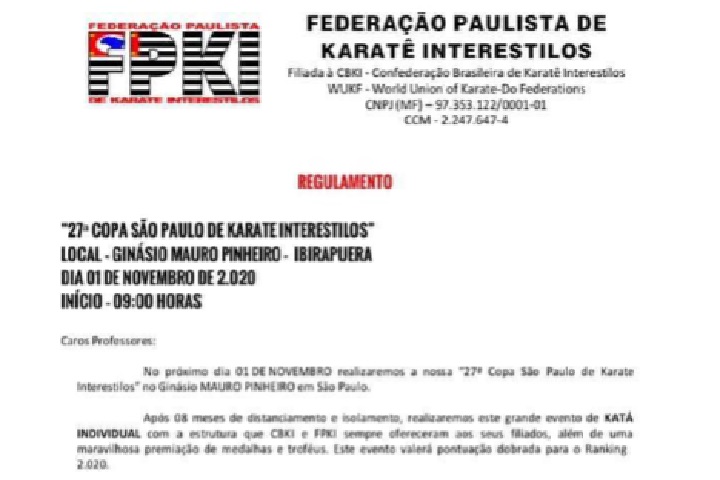 FEDERAÇÃO PAULISTA
FPKI
DE KARATE INTERESTILOS
FEDERAÇÃO PAULISTA DE
KARATÊ INTERESTILOS
Filiada à CBKI - Confederação Brasileira de Karatê Interestilos
WUKF - World Union of Karate-Do Federations
CNPJ (MF) – 97.353.122/0001-01
CCM - 2.247.647-4
REGULAMENTO
"27ª COPA SÃO PAULO DE KARATE INTERESTILOS"
LOCAL - GINÁSIO MAURO PINHEIRO - IBIRAPUERA
DIA 01 DE NOVEMBRO DE 2.020
INÍCIO - 09:00 HORAS
Caros Professores:
No próximo dia 01 DE NOVEMBRO realizaremos a nossa "27ª Copa São Paulo de Karate
Interestilos" no Ginásio MAURO PINHEIRO em São Paulo.
Após 08 meses de distanciamento e isolamento, realizaremos este grande evento de KATÁ
INDIVIDUAL com a estrutura que CBKI e FPKI sempre ofereceram aos seus filiados, além de uma
maravilhosa premiação de medalhas e troféus. Este evento valerá pontuação dobrada para o Ranking
2.020.